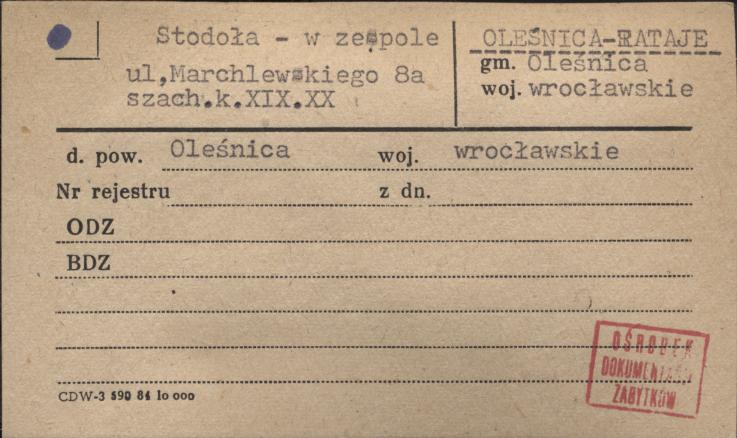 Stodoła - w zespole
ul,Marchlewskiego 8a
szach.k.XIX.XX
OLEŚNICA-RATAJE
gm. Oleśnica
woj. wrocławskie
d. pow. Oleśnica woj. wrocławskie
Nr rejestru z dn.
ODZ
BDZ
OŚRODEK
DOKUMENTACJI
ZABYTKÓW
CDW-3 590 84 10 000